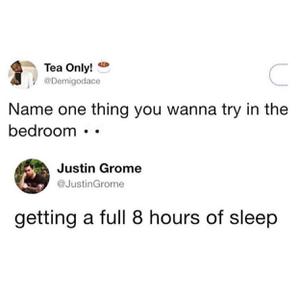 Tea Only! ☕
@Demigodace
Name one thing you wanna try in the
bedroom • •
Justin Grome
@JustinGrome
getting a full 8 hours of sleep